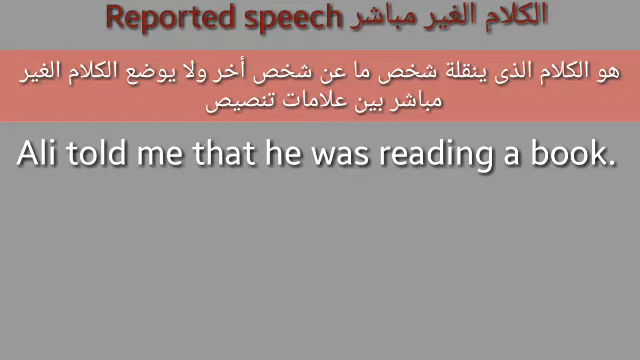 الكلام الغير مباشر Reported speech
هو الكلام الذى ينقلة شخص ما عن شخص أخر ولا يوضع الكلام الغير
مباشر بين علامات تنصيص
Ali told me that he was reading a book.